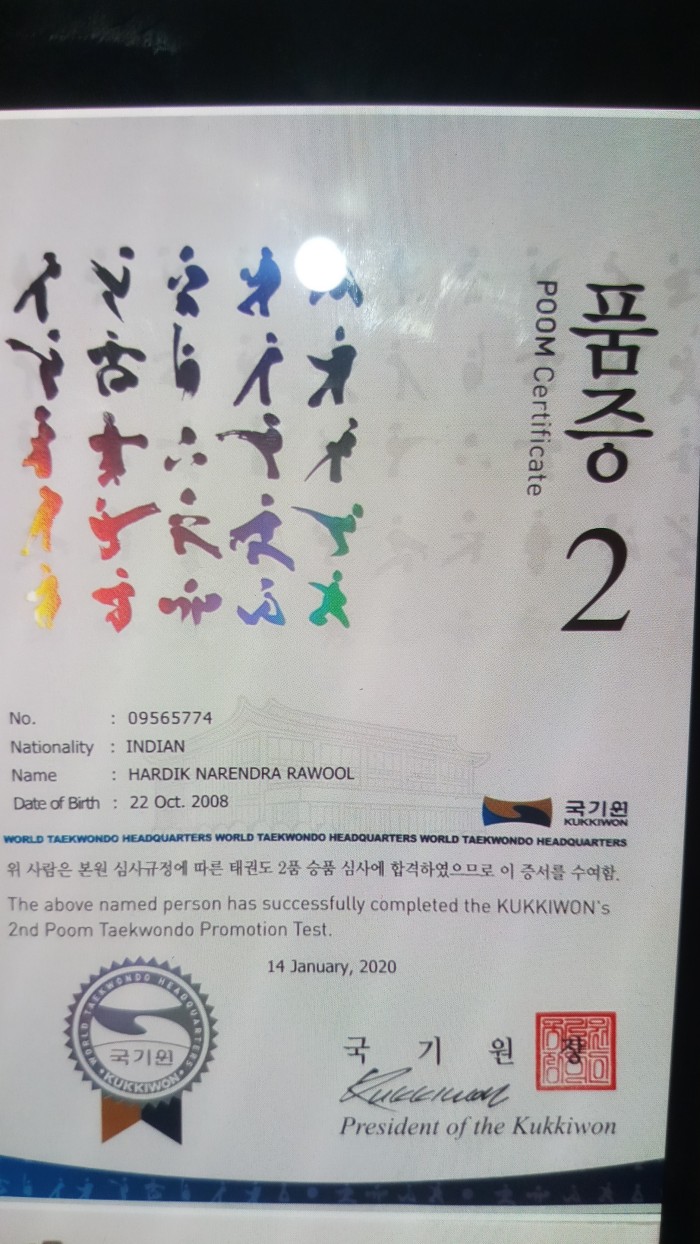 품증 2
POOM Certificate
No. : 09565774
Nationality : INDIAN
Name : HARDIK NARENDRA RAWOOL
Date of Birth : 22 Oct. 2008
국기원
KUKKIWON
WORLD TAEKWONDO HEADQUARTERS WORLD TAEKWONDO HEADQUARTERS WORLD TAEKWONDO HEADQUARTERS
위 사람은 본원 심사규정에 따른 태권도 2품 승품 심사에 합격하였으므로 이 증서를 수여함.
The above named person has successfully completed the KUKKIWON's
2nd Poom Taekwondo Promotion Test.
14 January, 2020
WORLD TAEKWONDO HEADQUARTERS
국기원
KUKKIWON
국 기 원 장
Kukkiwon
President of the Kukkiwon